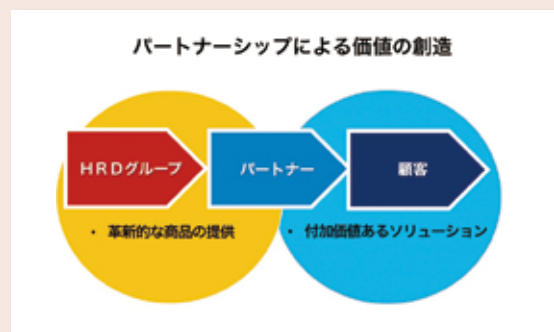 パートナーシップによる価値の創造
HRDグループ
パートナー
顧客
・ 革新的な商品の提供
・ 付加価値あるソリューション